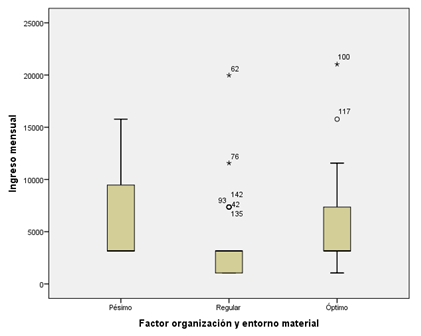 25000
20000
15000
10000
5000
0
Ingreso mensual
62
76
93
142
42
135
100
117
Pésimo
Regular
Óptimo
Factor organización y entorno material